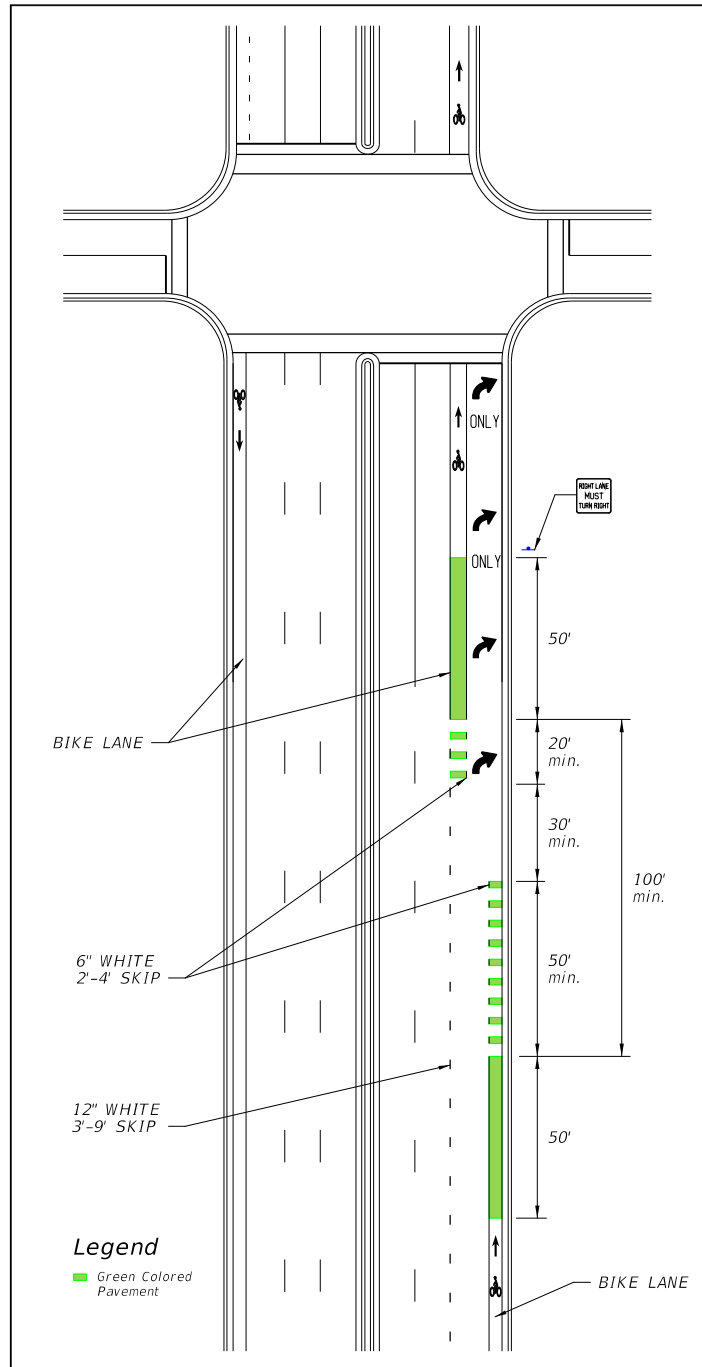 ONLY
RIGHT LANE
MUST
TURN RIGHT
ONLY
50'
BIKE LANE
20'
min.
30'
min.
100'
min.
6" WHITE
2'-4' SKIP
50'
min.
12" WHITE
3'-9' SKIP
50'
Legend
Green Colored
Pavement
BIKE LANE